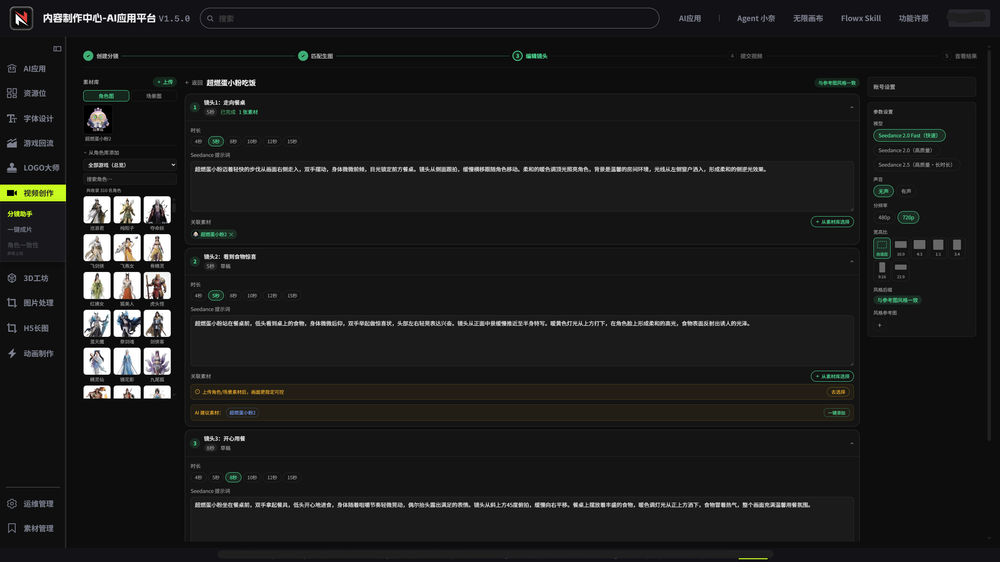 内容制作中心-AI应用平台 V1.5.0
搜索
AI应用
Agent 小奈
无限画布
Flowx Skill
功能许愿
AI应用
资源位
字体设计
游戏回流
LOGO大师
视频创作
分镜助手
一键成片
角色一致性
即将上线
3D工坊
图片处理
H5长图
动画制作
运维管理
素材管理
创建分镜
匹配生图
3 编辑镜头
4 提交视频
5 查看结果
素材库
+ 上传
角色图
场景图
超燃蛋小粉2
从角色库添加
全部游戏（总览）
搜索角色…
共收录 310 名角色
沧浪君 纯阳子 夺命妖
飞剑侠 飞燕女 骨精灵
红拂女 狐美人 虎头怪
混天魔 祭剑魂 剑侠客
精灵仙 镜花影 九尾狐
← 返回 超燃蛋小粉吃饭
与参考图风格一致
1 镜头1：走向餐桌
5秒 已完成 1 张素材
时长
4秒 5秒 8秒 10秒 12秒 15秒
Seedance 提示词
超燃蛋小粉迈着轻快的步伐从画面右侧走入，双手摆动，身体微微前倾，目光锁定前方餐桌。镜头从侧面跟拍，缓慢横移跟随角色移动。柔和的暖色调顶光照亮角色，背景是温馨的房间环境，光线从左侧窗户洒入，形成柔和的侧逆光效果。
关联素材
+ 从素材库选择
超燃蛋小粉2
2 镜头2：看到食物惊喜
5秒 草稿
时长
4秒 5秒 8秒 10秒 12秒 15秒
Seedance 提示词
超燃蛋小粉站在餐桌前，低头看到桌上的食物，身体微微后仰，双手举起做惊喜状，头部左右轻晃表达兴奋。镜头从正面中景缓慢推近至半身特写。暖黄色灯光从上方打下，在角色脸上形成柔和的高光，食物表面反射出诱人的光泽。
关联素材
+ 从素材库选择
上传角色/场景素材后，画面更稳定可控
去选择
AI 建议素材： 超燃蛋小粉2
一键添加
3 镜头3：开心用餐
8秒 草稿
时长
4秒 5秒 8秒 10秒 12秒 15秒
Seedance 提示词
超燃蛋小粉坐在餐桌前，双手拿起餐具，低头开心地进食，身体随着咀嚼节奏轻微晃动，偶尔抬头露出满足的表情。镜头从斜上方45度俯拍，缓慢向右平移。餐桌上摆放着丰盛的食物，暖色调灯光从正上方洒下，食物冒着热气，整个画面充满温馨用餐氛围。
账号设置
参数设置
模型
Seedance 2.0 Fast（快速）
Seedance 2.0（高质量）
Seedance 2.5（高质量·长时长）
声音
无声 有声
分辨率
480p 720p
宽高比
自适应 16:9 4:3 1:1 3:4
9:16 21:9
风格后缀
与参考图风格一致
风格参考图
+